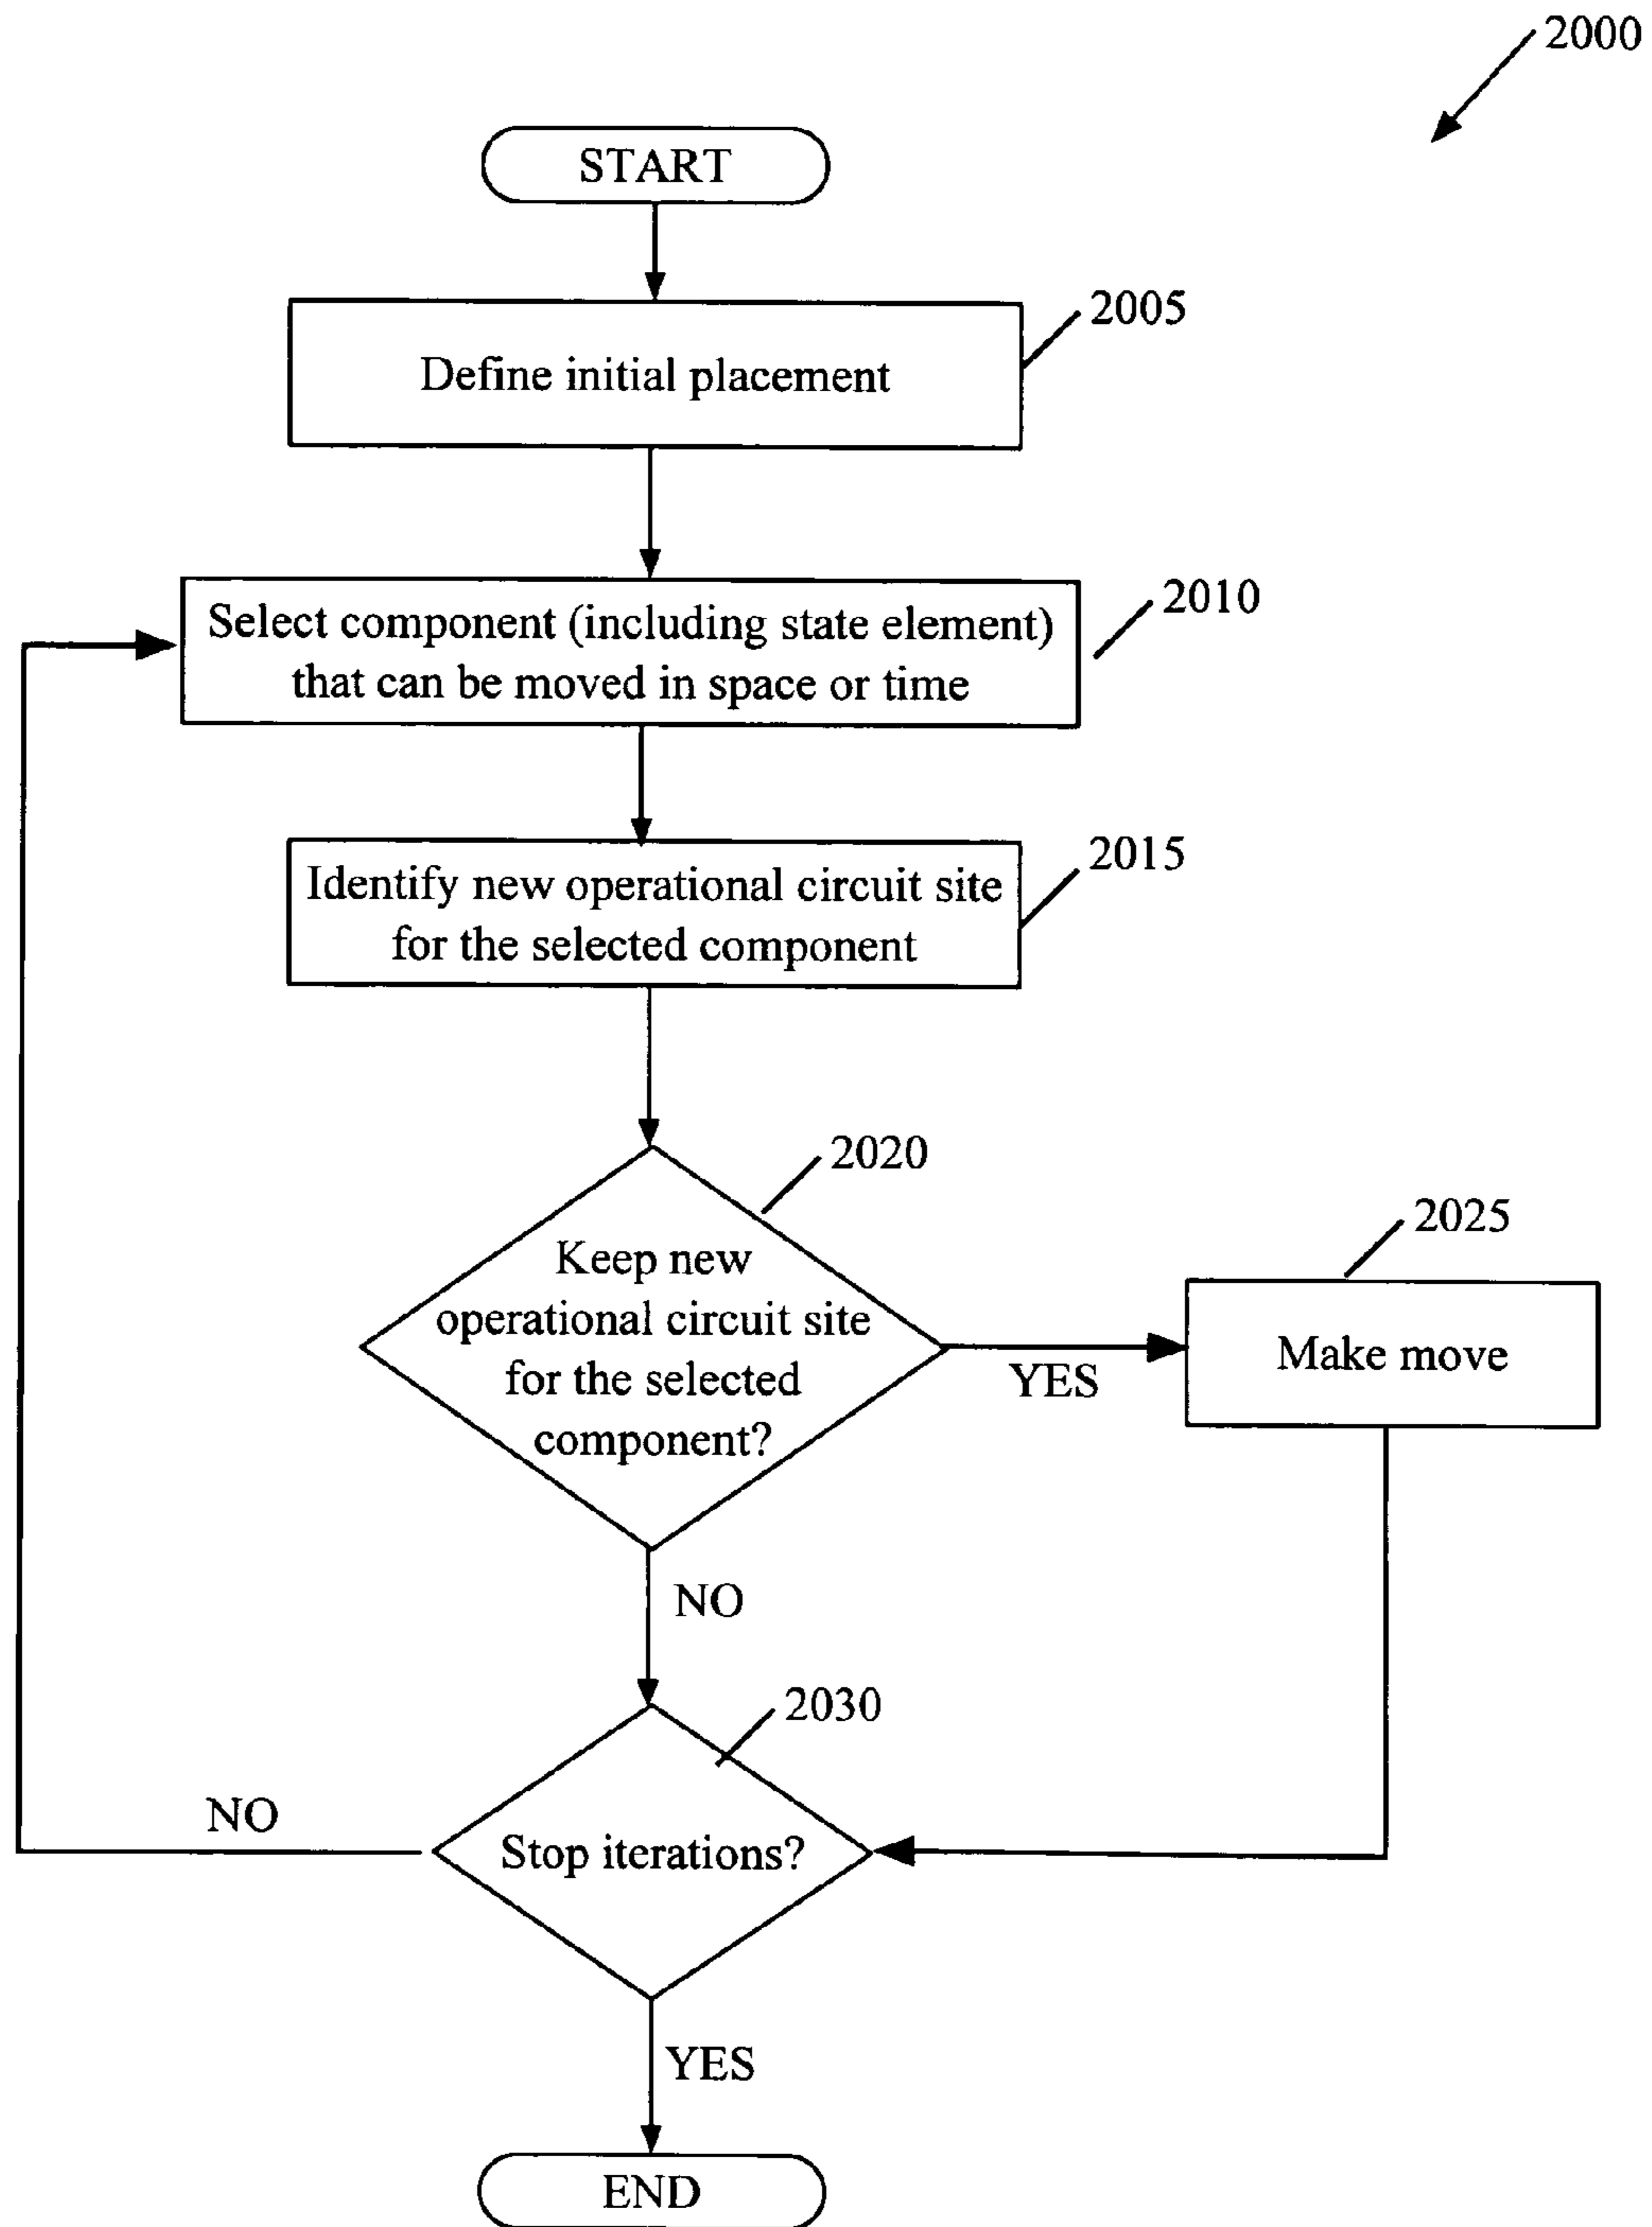 2000
START
2005
Define initial placement
2010
Select component (including state element)
that can be moved in space or time
2015
Identify new operational circuit site
for the selected component
2020
Keep new
operational circuit site
for the selected
component?
YES
2025
Make move
NO
2030
Stop iterations?
NO
YES
END